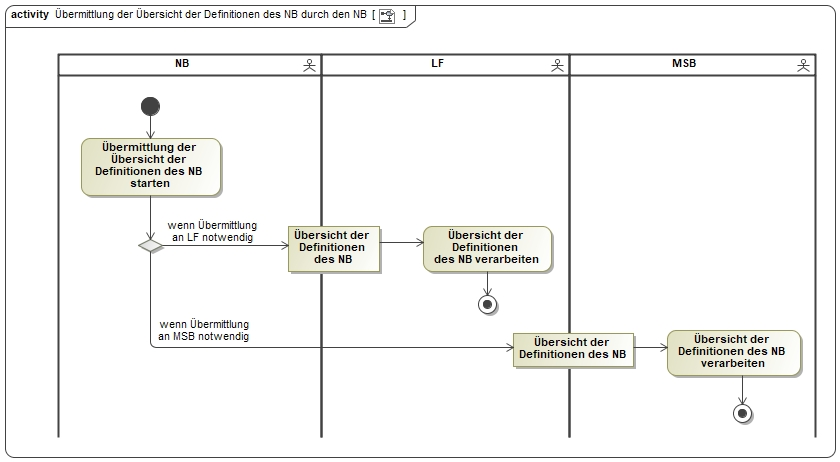 activity Übermittlung der Übersicht der Definitionen des NB durch den NB [ ]
NB
LF
MSB
Übermittlung der
Übersicht der
Definitionen des NB
starten
wenn Übermittlung
an LF notwendig
Übersicht der
Definitionen
des NB
Übersicht der
Definitionen
des NB verarbeiten
wenn Übermittlung
an MSB notwendig
Übersicht der
Definitionen des NB
Übersicht der
Definitionen des NB
verarbeiten